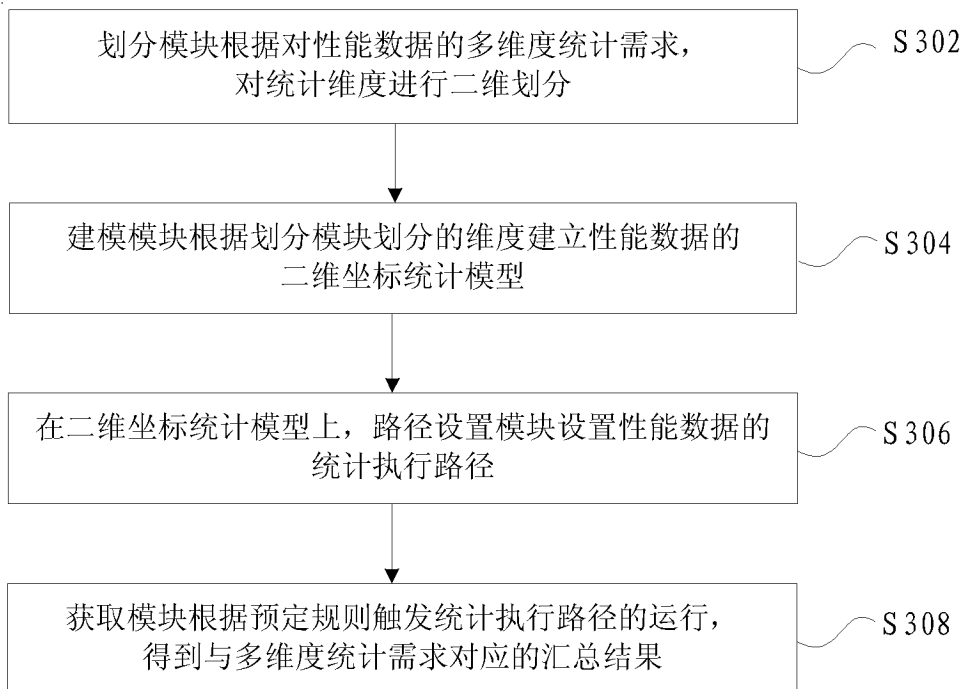 划分模块根据对性能数据的多维度统计需求，
对统计维度进行二维划分
S302
建模模块根据划分模块划分的维度建立性能数据的
二维坐标统计模型
S304
在二维坐标统计模型上，路径设置模块设置性能数据的
统计执行路径
S306
获取模块根据预定规则触发统计执行路径的运行，
得到与多维度统计需求对应的汇总结果
S308